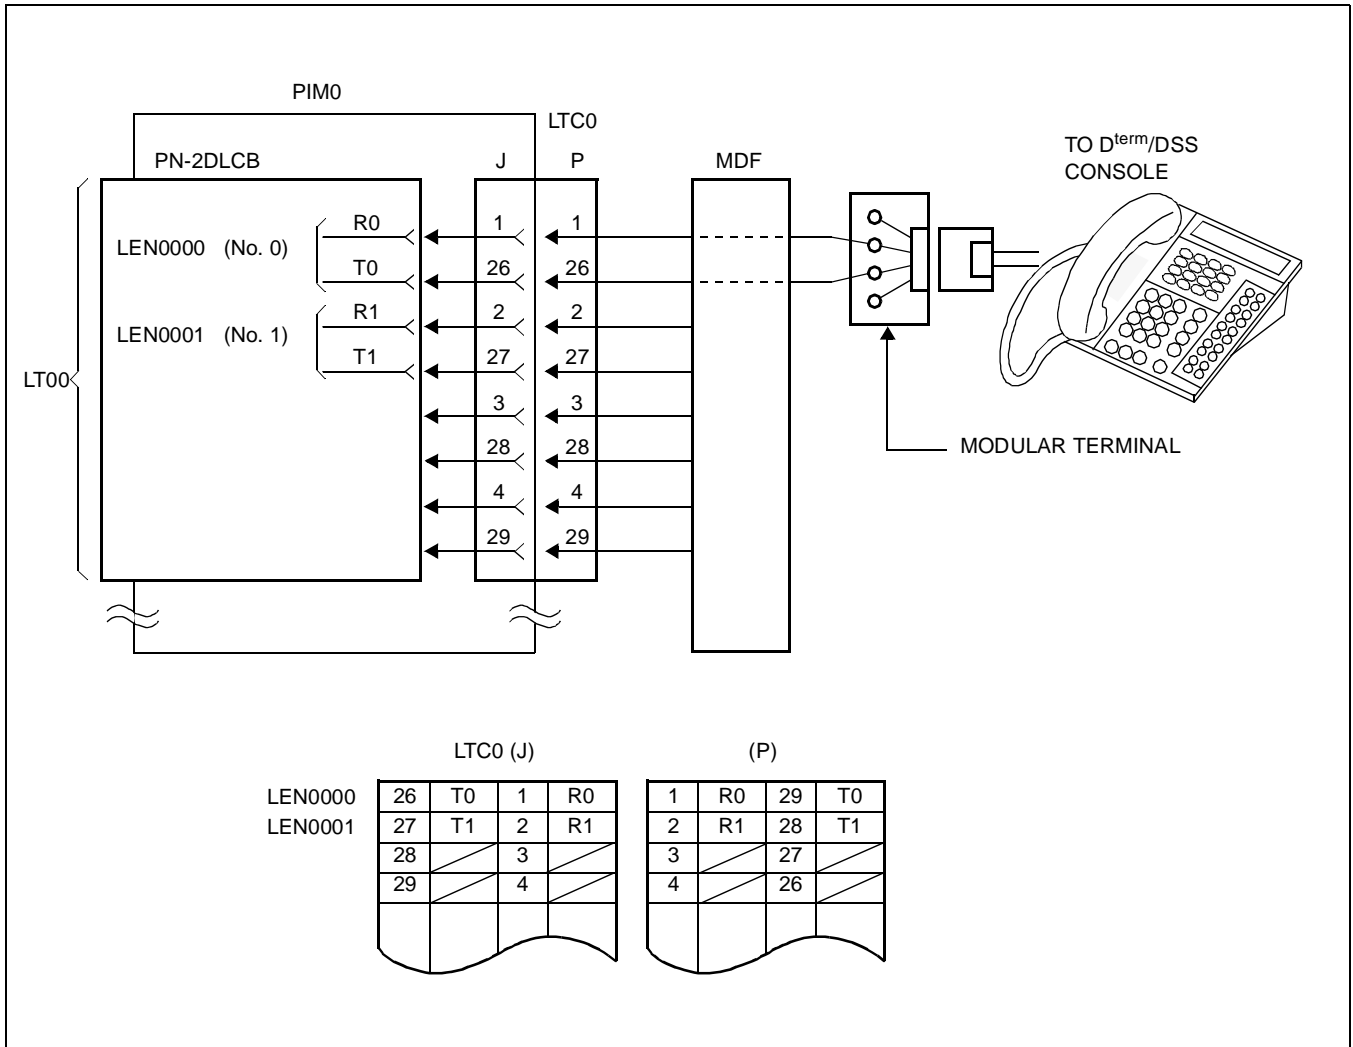 PIM0
LTC0
PN-2DLCB J P MDF
TO Dterm/DSS
CONSOLE
R0 1 1
LEN0000 (No. 0)
T0 26 26
R1 2 2
LEN0001 (No. 1)
T1 27 27
LT00
3 3
28 28
MODULAR TERMINAL
4 4
29 29
LTC0 (J) (P)
LEN0000 26 T0 1 R0 1 R0 29 T0
LEN0001 27 T1 2 R1 2 R1 28 T1
28 3 3 27
29 4 4 26